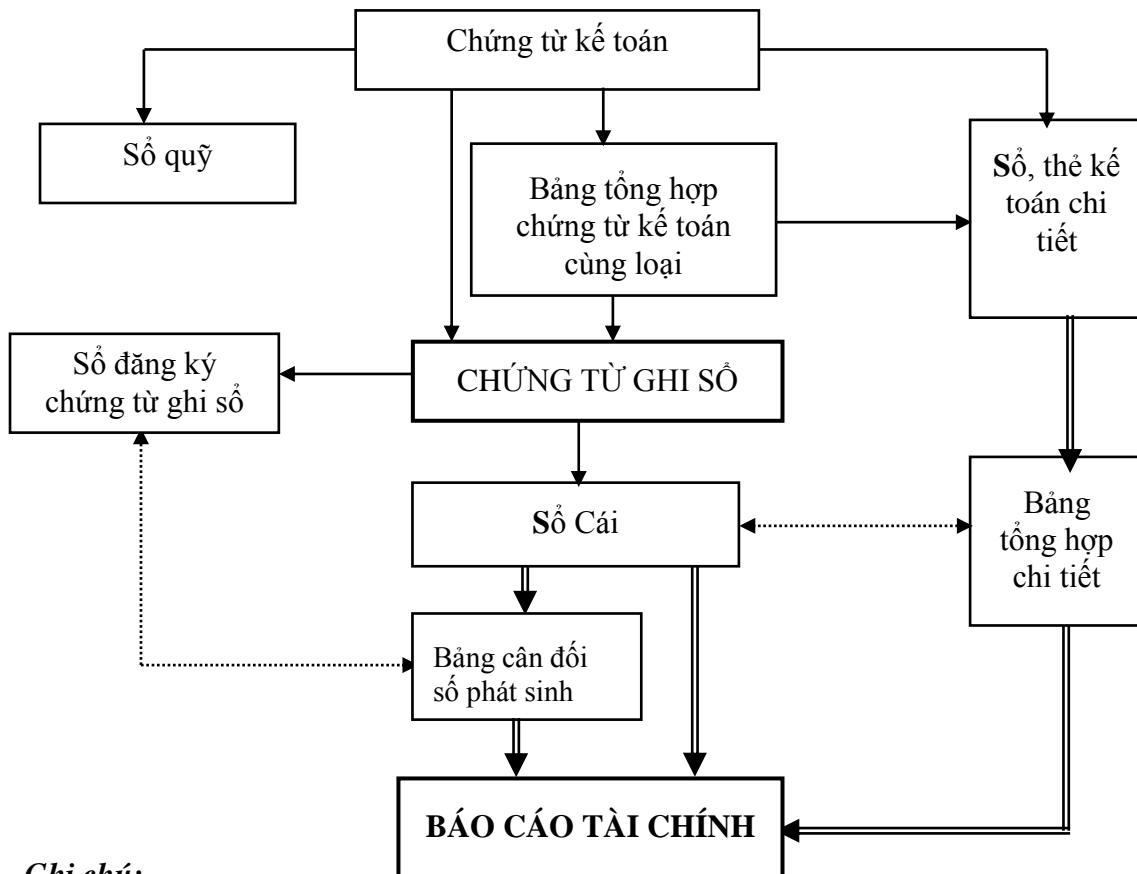 Chứng từ kế toán
Sổ quỹ
Bảng tổng hợp
chứng từ kế toán
cùng loại
Sổ, thẻ kế
toán chi
tiết
Sổ đăng ký
chứng từ ghi sổ
CHỨNG TỪ GHI SỔ
Sổ Cái
Bảng
tổng hợp
chi tiết
Bảng cân đối
số phát sinh
BÁO CÁO TÀI CHÍNH
Ghi chú: